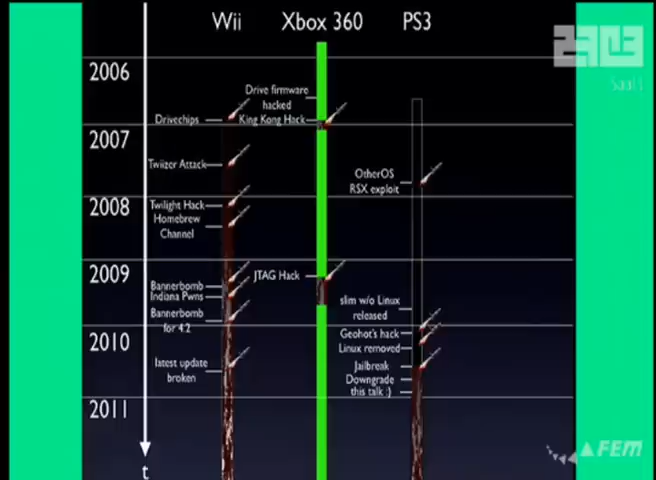 Wii Xbox 360 PS3
2006
Drive firmware
hacked
Drivechips
King Kong Hack
2007
Twiizer Attack
OtherOS
RSX exploit
2008
Twilight Hack
Homebrew
Channel
2009
JTAG Hack
Bannerbomb
Indiana Pwns
slim w/o Linux
released
Bannerbomb
for 4.2
2010
Geohot's hack
Linux removed
latest update
broken
Jailbreak
Downgrade
this talk :)
2011
t
27C3
Saal 1
FEM